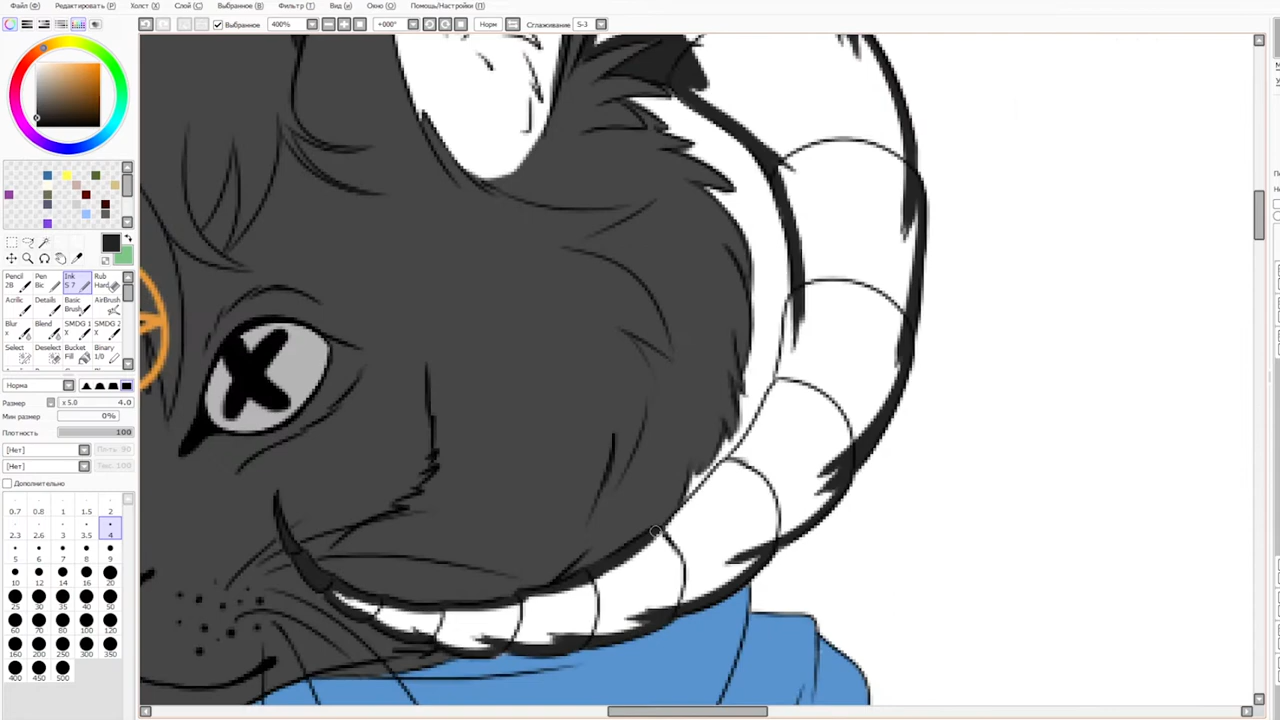 Файл (Ф) Редактировать (Р) Холст (Х) Слой (С) Выбранное (В) Фильтр (Т) Вид (и) Окно (О) Помощь/Настройки (П)
Выбранное 400% +000° Норм Сглаживание S-3
Pencil Pen Ink Rub
2B Bic S 7 Hard
Acrilic Details Basic AirBrush
Brush
Blur Blend SMDG 1 SMDG 2
x x X X
Select Deselect Bucket Binary
Fill 1/0
Норма
Размер x 5.0 4.0
Мин размер 0%
Плотность 100
[Нет]
[Нет]
Дополнительно
0.7 0.8 1 1.5 2
2.3 2.6 3 3.5 4
5 6 7 8 9
10 12 14 16 20
25 30 35 40 50
60 70 80 100 120
160 200 250 300 350
400 450 500